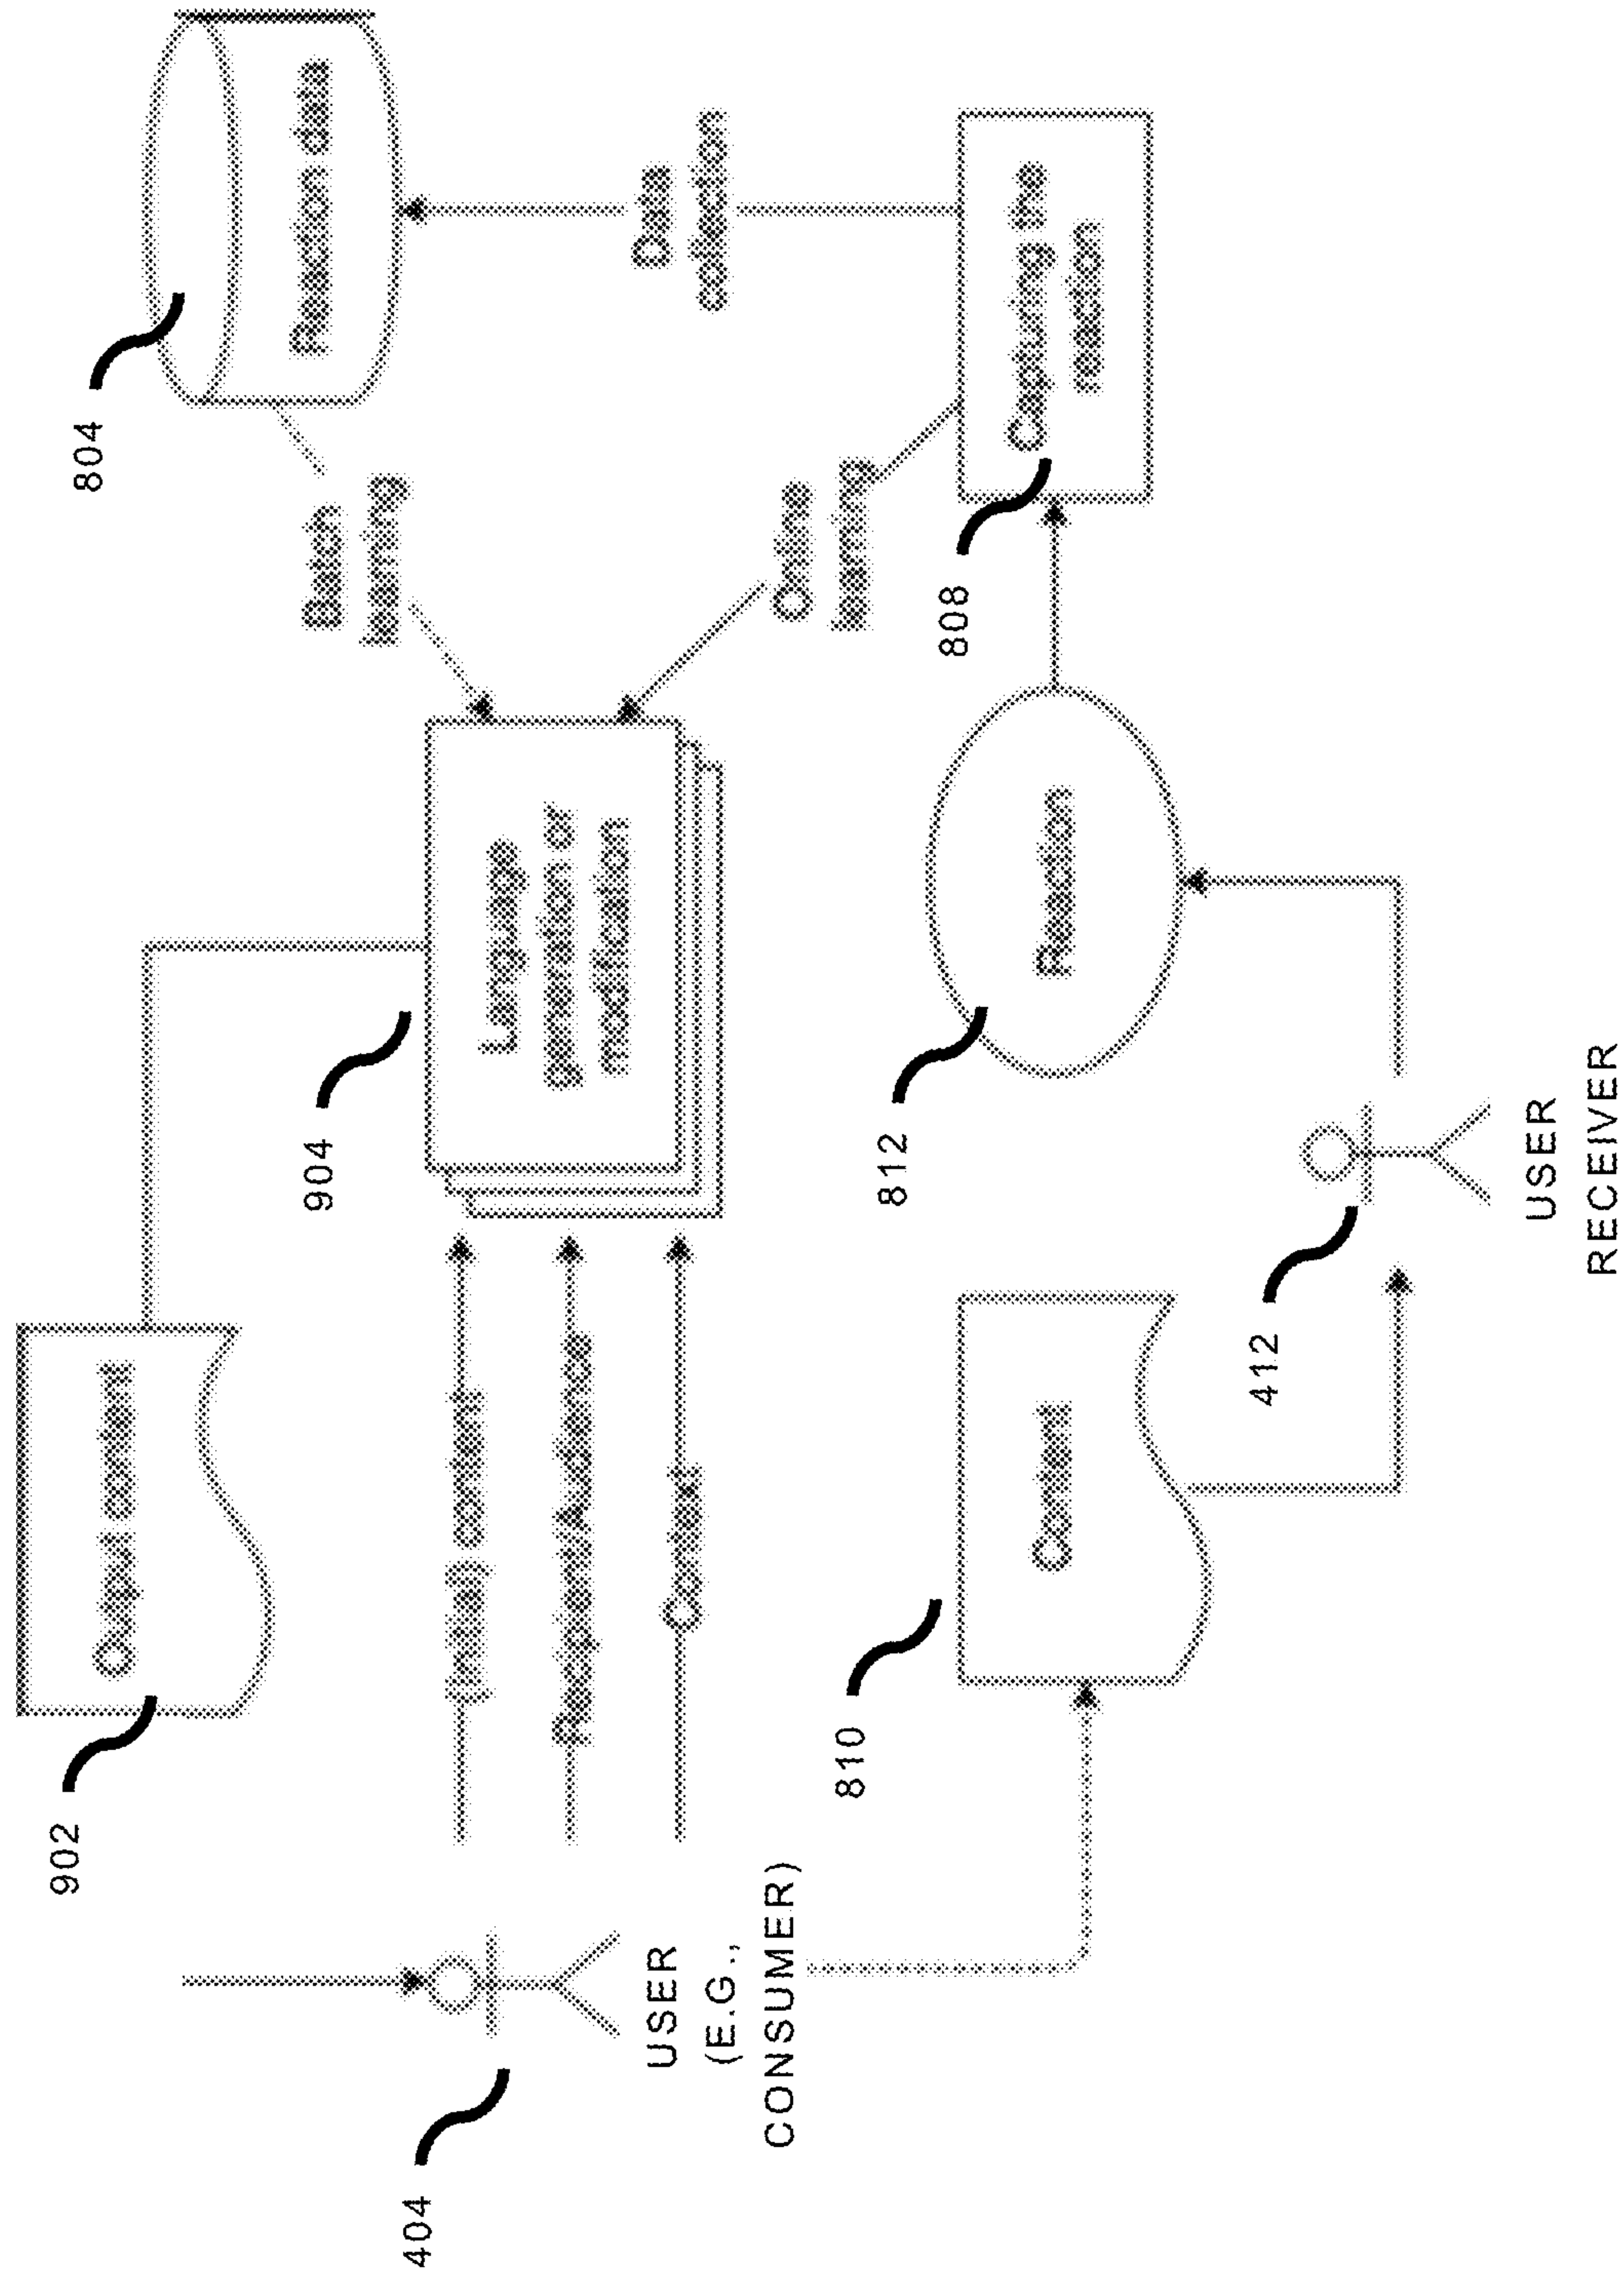 902
Output content
904
804
Reaction data
Batch
learning
Language
generation or
modification
(Initial) content
Recipient/Audience
Context
404
USER
(E.G.,
CONSUMER)
Online
learning
Data
collection
810
Content
812
Reaction
808
Capturing the
reaction
412
USER
RECEIVER